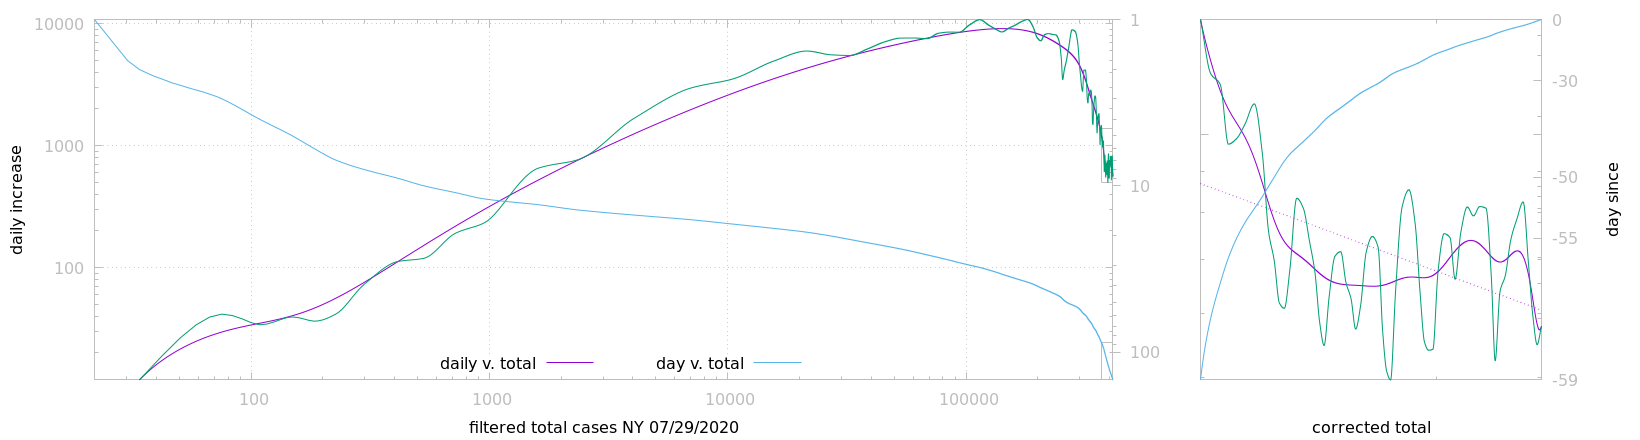 10000
1000
100
daily increase
daily v. total
day v. total
100
1000
10000
100000
filtered total cases NY 07/29/2020
1
10
100
0
-30
-50
-55
-59
day since
corrected total